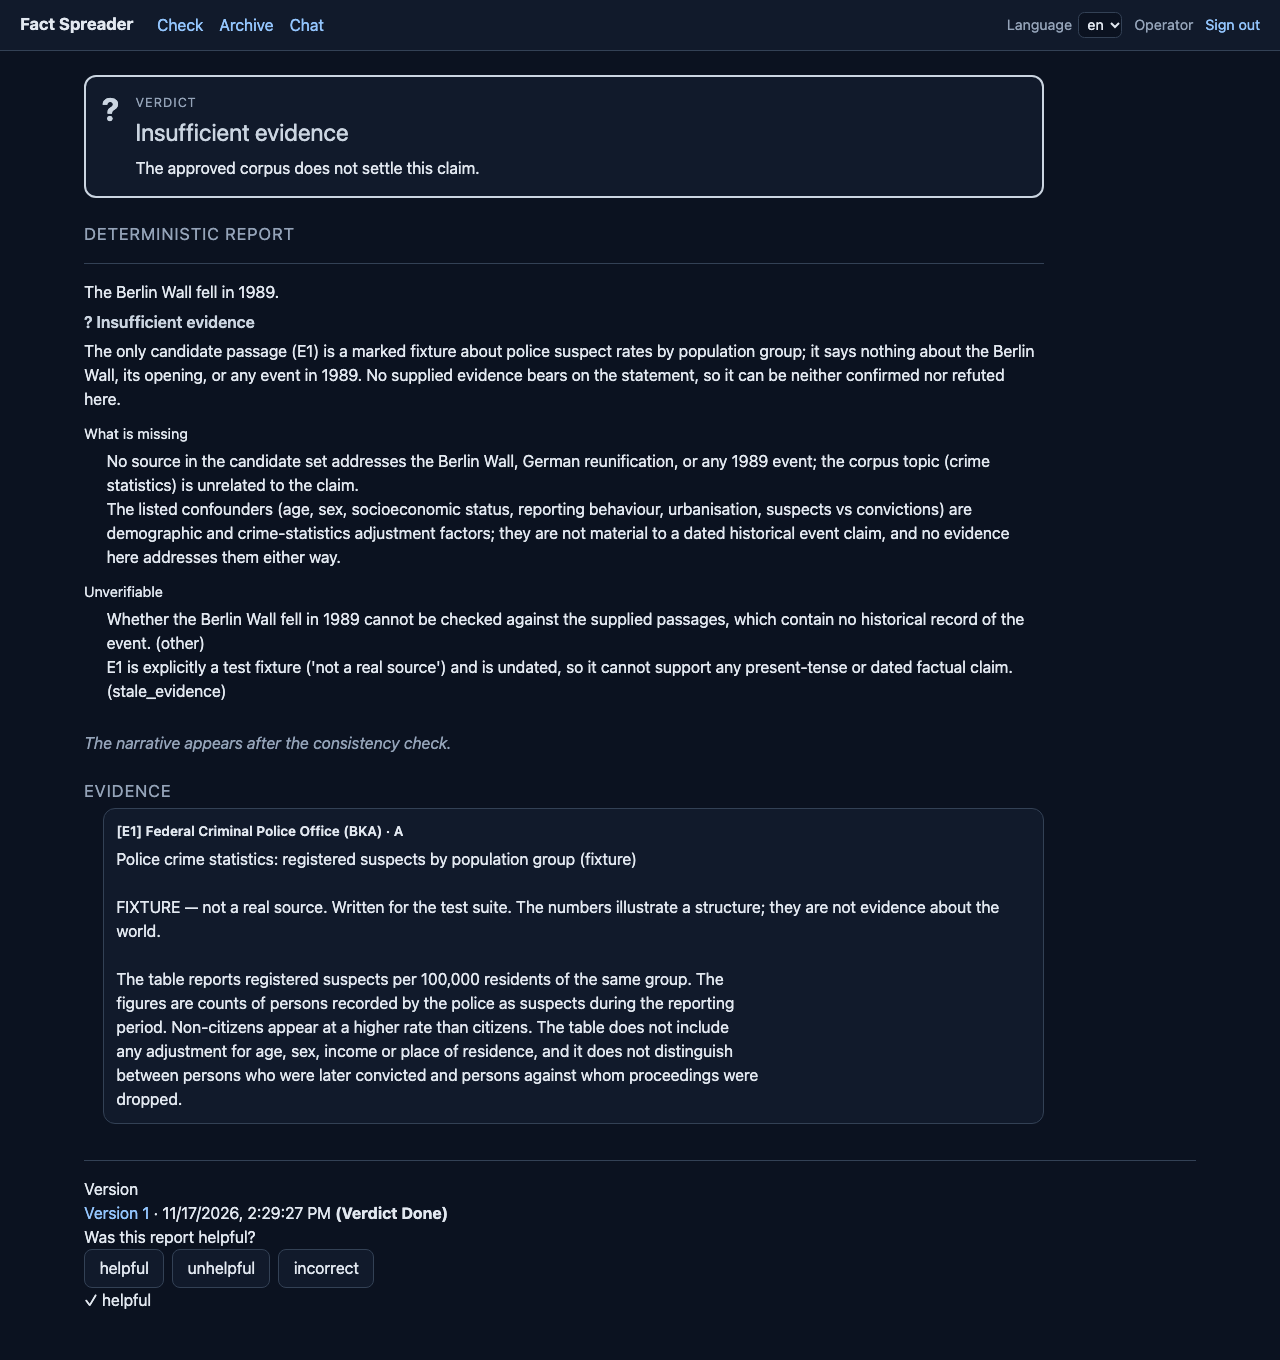 Fact Spreader Check Archive Chat Language en Operator Sign out
?
VERDICT
Insufficient evidence
The approved corpus does not settle this claim.
DETERMINISTIC REPORT
The Berlin Wall fell in 1989.
? Insufficient evidence
The only candidate passage (E1) is a marked fixture about police suspect rates by population group; it says nothing about the Berlin
Wall, its opening, or any event in 1989. No supplied evidence bears on the statement, so it can be neither confirmed nor refuted
here.
What is missing
No source in the candidate set addresses the Berlin Wall, German reunification, or any 1989 event; the corpus topic (crime
statistics) is unrelated to the claim.
The listed confounders (age, sex, socioeconomic status, reporting behaviour, urbanisation, suspects vs convictions) are
demographic and crime-statistics adjustment factors; they are not material to a dated historical event claim, and no evidence
here addresses them either way.
Unverifiable
Whether the Berlin Wall fell in 1989 cannot be checked against the supplied passages, which contain no historical record of the
event. (other)
E1 is explicitly a test fixture ('not a real source') and is undated, so it cannot support any present-tense or dated factual claim.
(stale_evidence)
The narrative appears after the consistency check.
EVIDENCE
[E1] Federal Criminal Police Office (BKA) · A
Police crime statistics: registered suspects by population group (fixture)
FIXTURE — not a real source. Written for the test suite. The numbers illustrate a structure; they are not evidence about the
world.
The table reports registered suspects per 100,000 residents of the same group. The
figures are counts of persons recorded by the police as suspects during the reporting
period. Non-citizens appear at a higher rate than citizens. The table does not include
any adjustment for age, sex, income or place of residence, and it does not distinguish
between persons who were later convicted and persons against whom proceedings were
dropped.
Version
Version 1 · 11/17/2026, 2:29:27 PM (Verdict Done)
Was this report helpful?
helpful unhelpful incorrect
✓ helpful